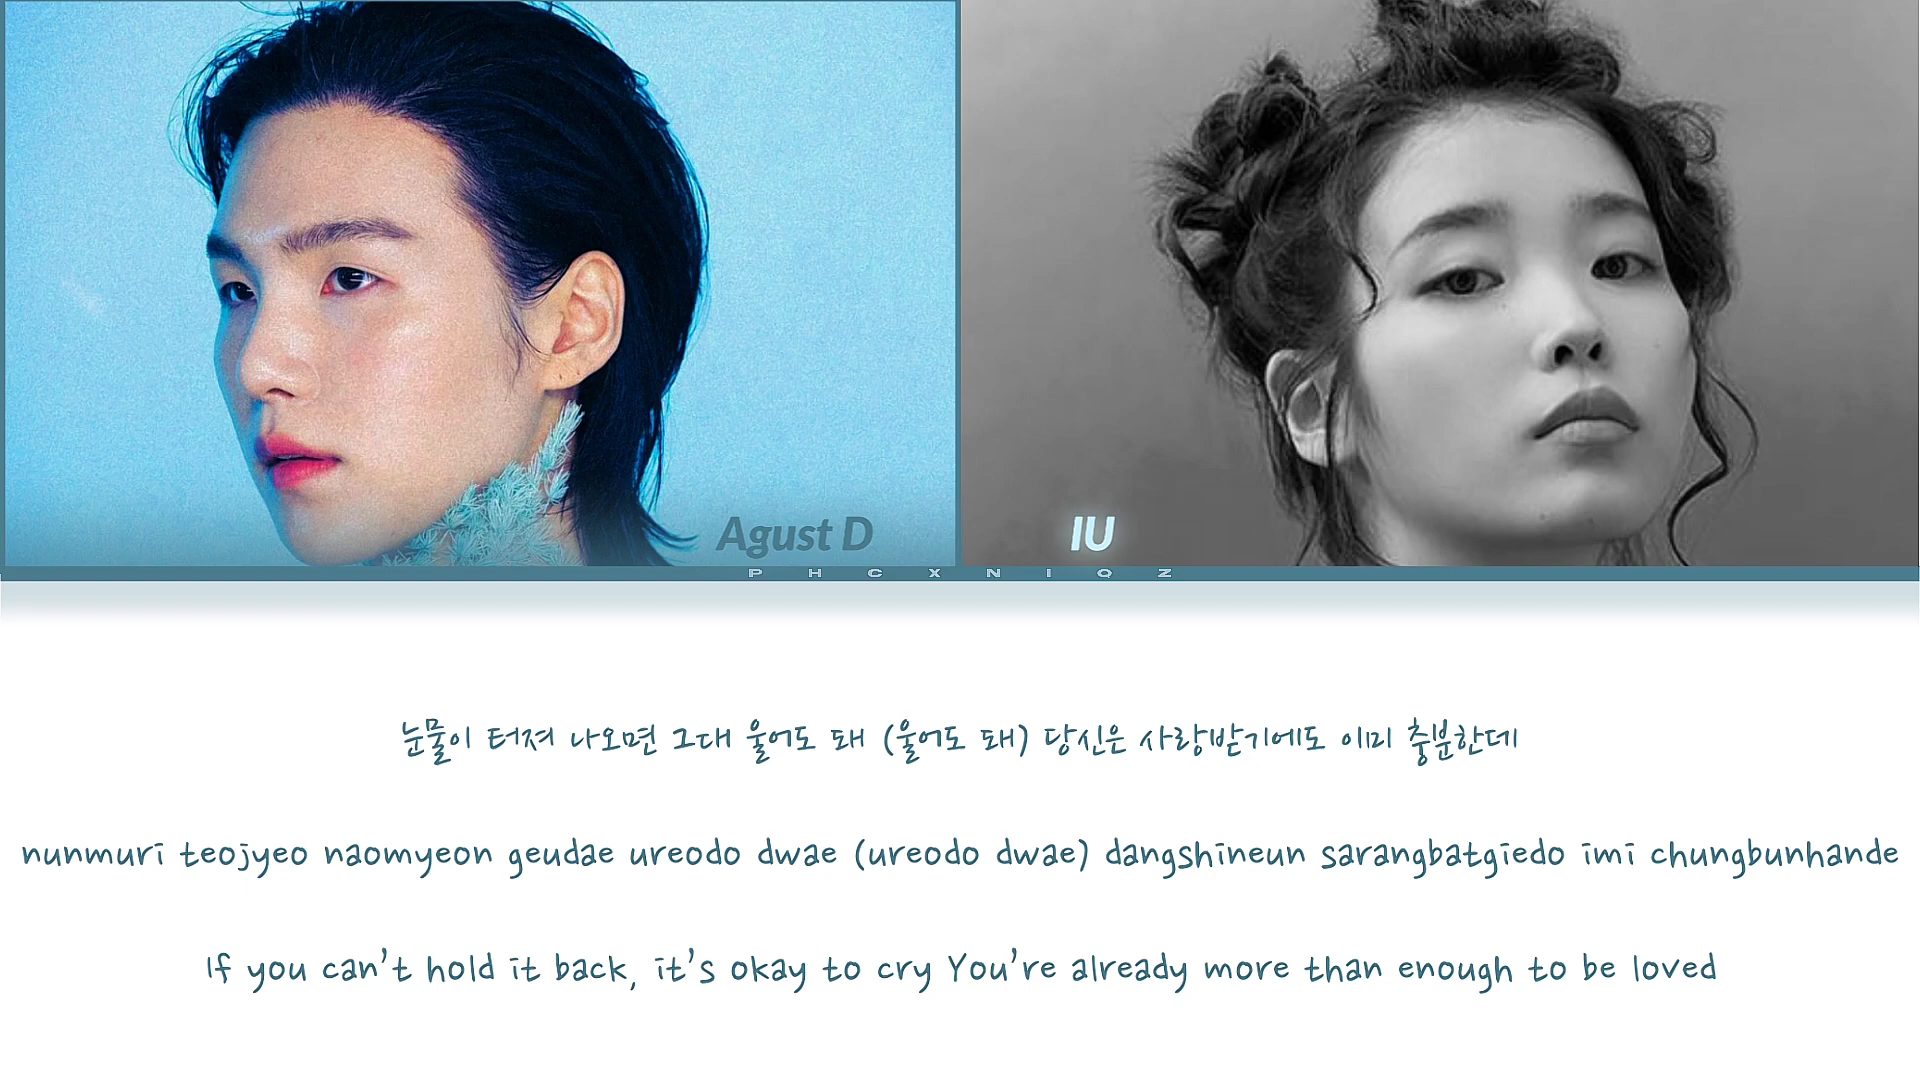 Agust D
IU
PHCXNIQZ
눈물이 터져 나오면 그대 울어도 돼 (울어도 돼) 당신은 사랑받기에도 이미 충분한데
nunmuri teojyeo naomyeon geudae ureodo dwae (ureodo dwae) dangshineun sarangbatgiedo imi chungbunhande
If you can't hold it back, it's okay to cry You're already more than enough to be loved